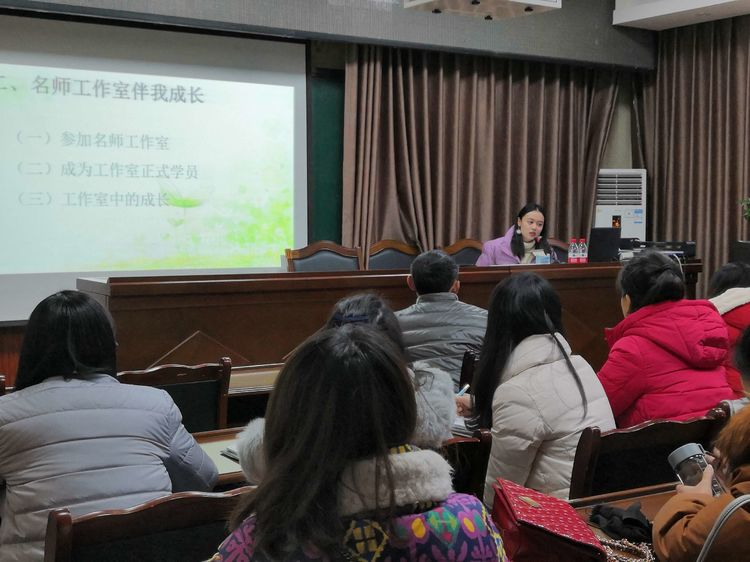 二、名师工作室伴我成长
（一）参加名师工作室
（二）成为工作室正式学员
（三）工作室中的成长